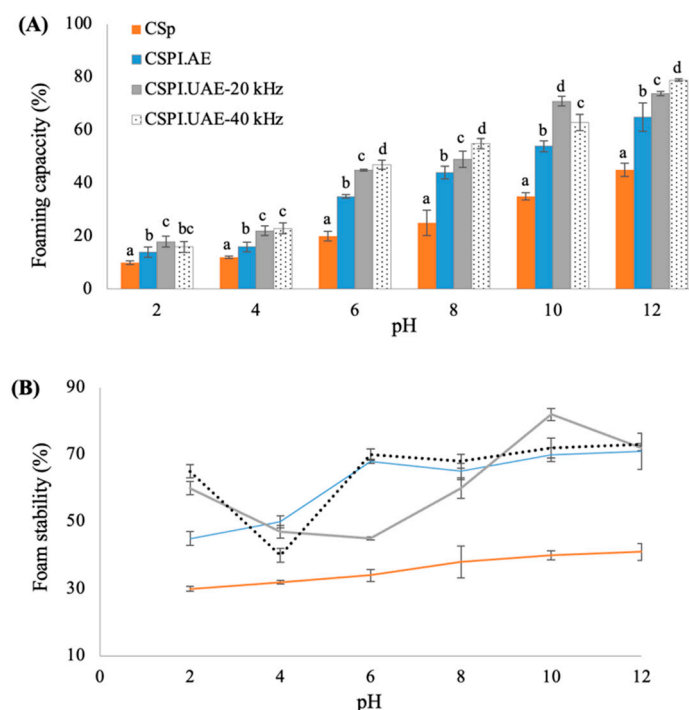 (A)
100
80
60
40
20
0
Foaming capaccity (%)
CSp
CSPI.AE
CSPI.UAE-20 kHz
CSPI.UAE-40 kHz
a b c bc
a b c c
a b c d
a b c d
a b d c
a b c d
2 4 6 8 10 12
pH
(B)
90
70
50
30
10
Foam stability (%)
0 2 4 6 8 10 12
pH